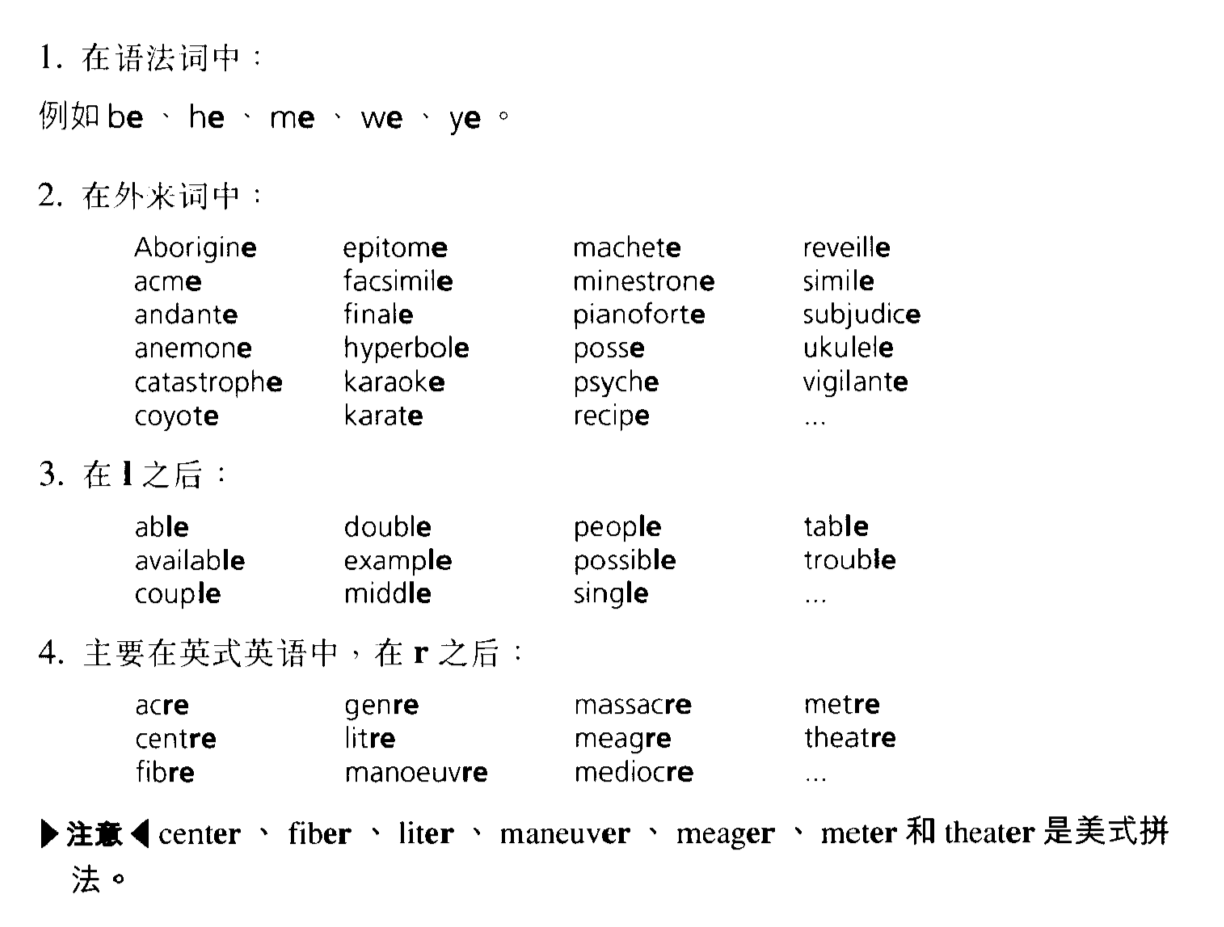 1. 在语法词中：
例如 be、he、me、we、ye。
2. 在外来词中：
Aborigine epitome machete reveille
acme facsimile minestrone simile
andante finale pianoforte subjudice
anemone hyperbole posse ukulele
catastrophe karaoke psyche vigilante
coyote karate recipe ...
3. 在 l 之后：
able double people table
available example possible trouble
couple middle single ...
4. 主要在英式英语中，在 r 之后：
acre genre massacre metre
centre litre meagre theatre
fibre manoeuvre mediocre ...
▶注意◀ center、fiber、liter、maneuver、meager、meter 和 theater 是美式拼
法。